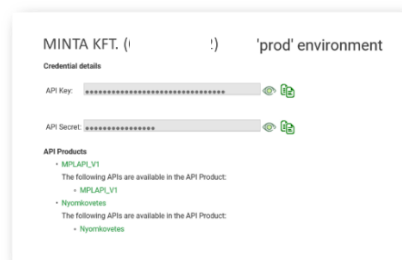 MINTA KFT. ( 2) 'prod' environment
Credential details
API Key: ••••••••••••••••••••••••••••••••
API Secret: ••••••••••••••••
API Products
• MPLAPI_V1
The following APIs are available in the API Product:
• MPLAPI_V1
• Nyomkovetes
The following APIs are available in the API Product:
• Nyomkovetes